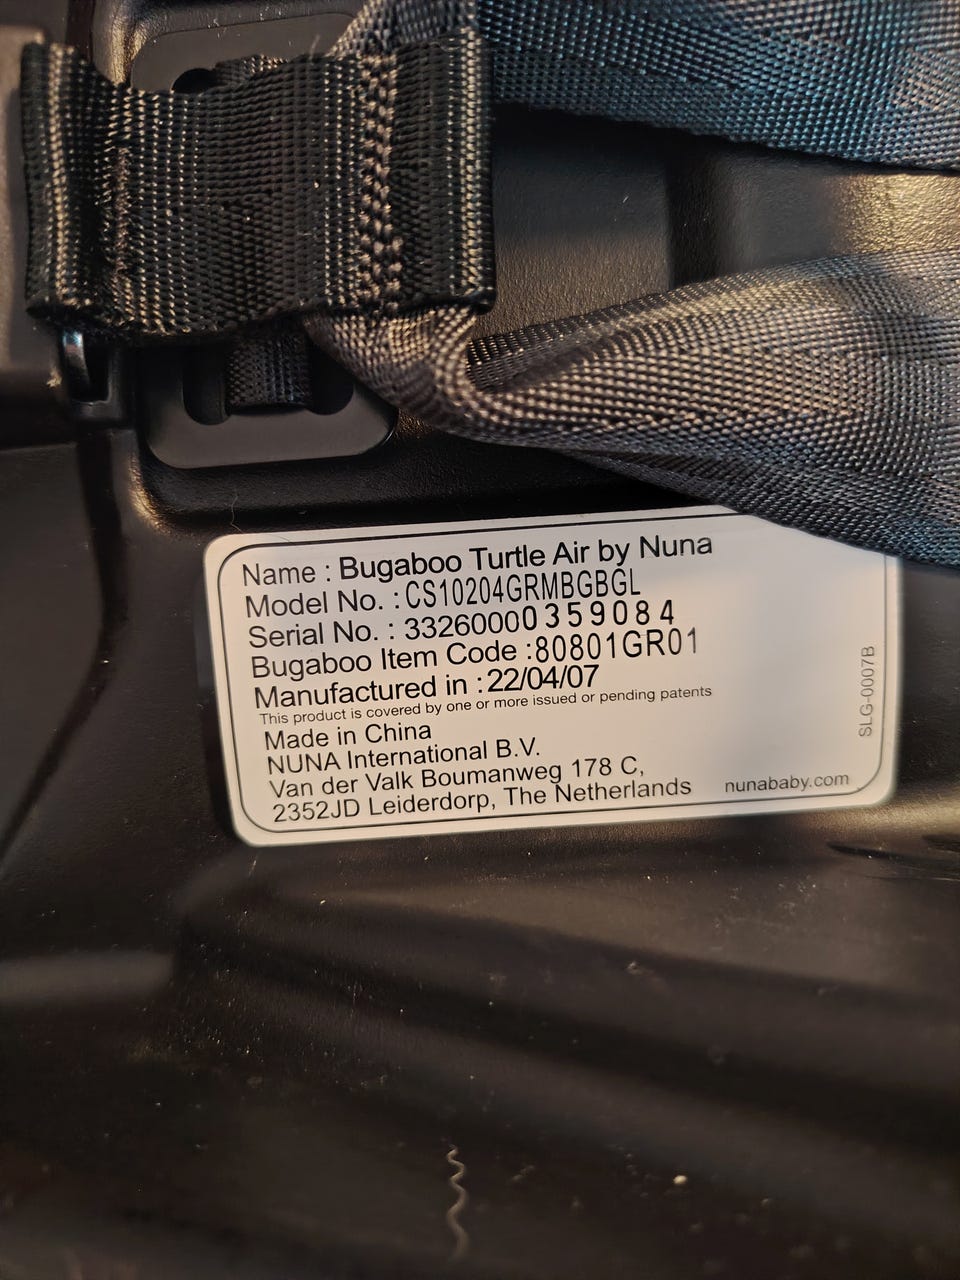 Name : Bugaboo Turtle Air by Nuna
Model No. : CS10204GRMBGBGL
Serial No. : 33260000359084
Bugaboo Item Code :80801GR01
Manufactured in : 22/04/07
This product is covered by one or more issued or pending patents
Made in China
NUNA International B.V.
Van der Valk Boumanweg 178 C,
2352JD Leiderdorp, The Netherlands
nunababy.com
SLG-0007B